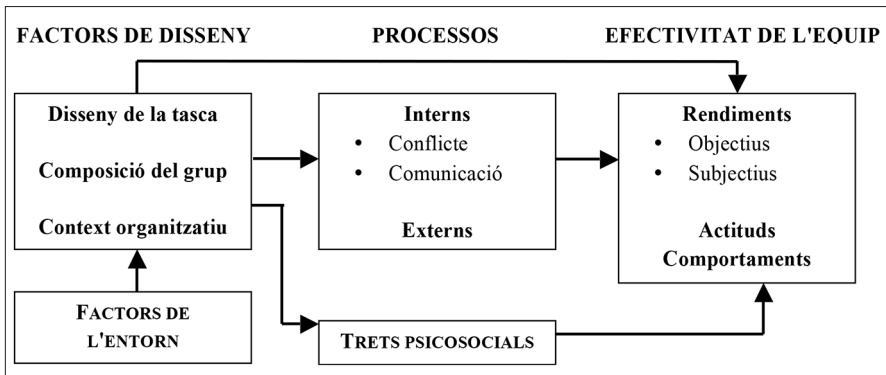 FACTORS DE DISSENY
PROCESSOS
EFECTIVITAT DE L'EQUIP
Disseny de la tasca
Composició del grup
Context organitzatiu
Interns
• Conflicte
• Comunicació
Externs
Rendiments
• Objectius
• Subjectius
Actituds
Comportaments
FACTORS DE
L'ENTORN
TRETS PSICOSOCIALS